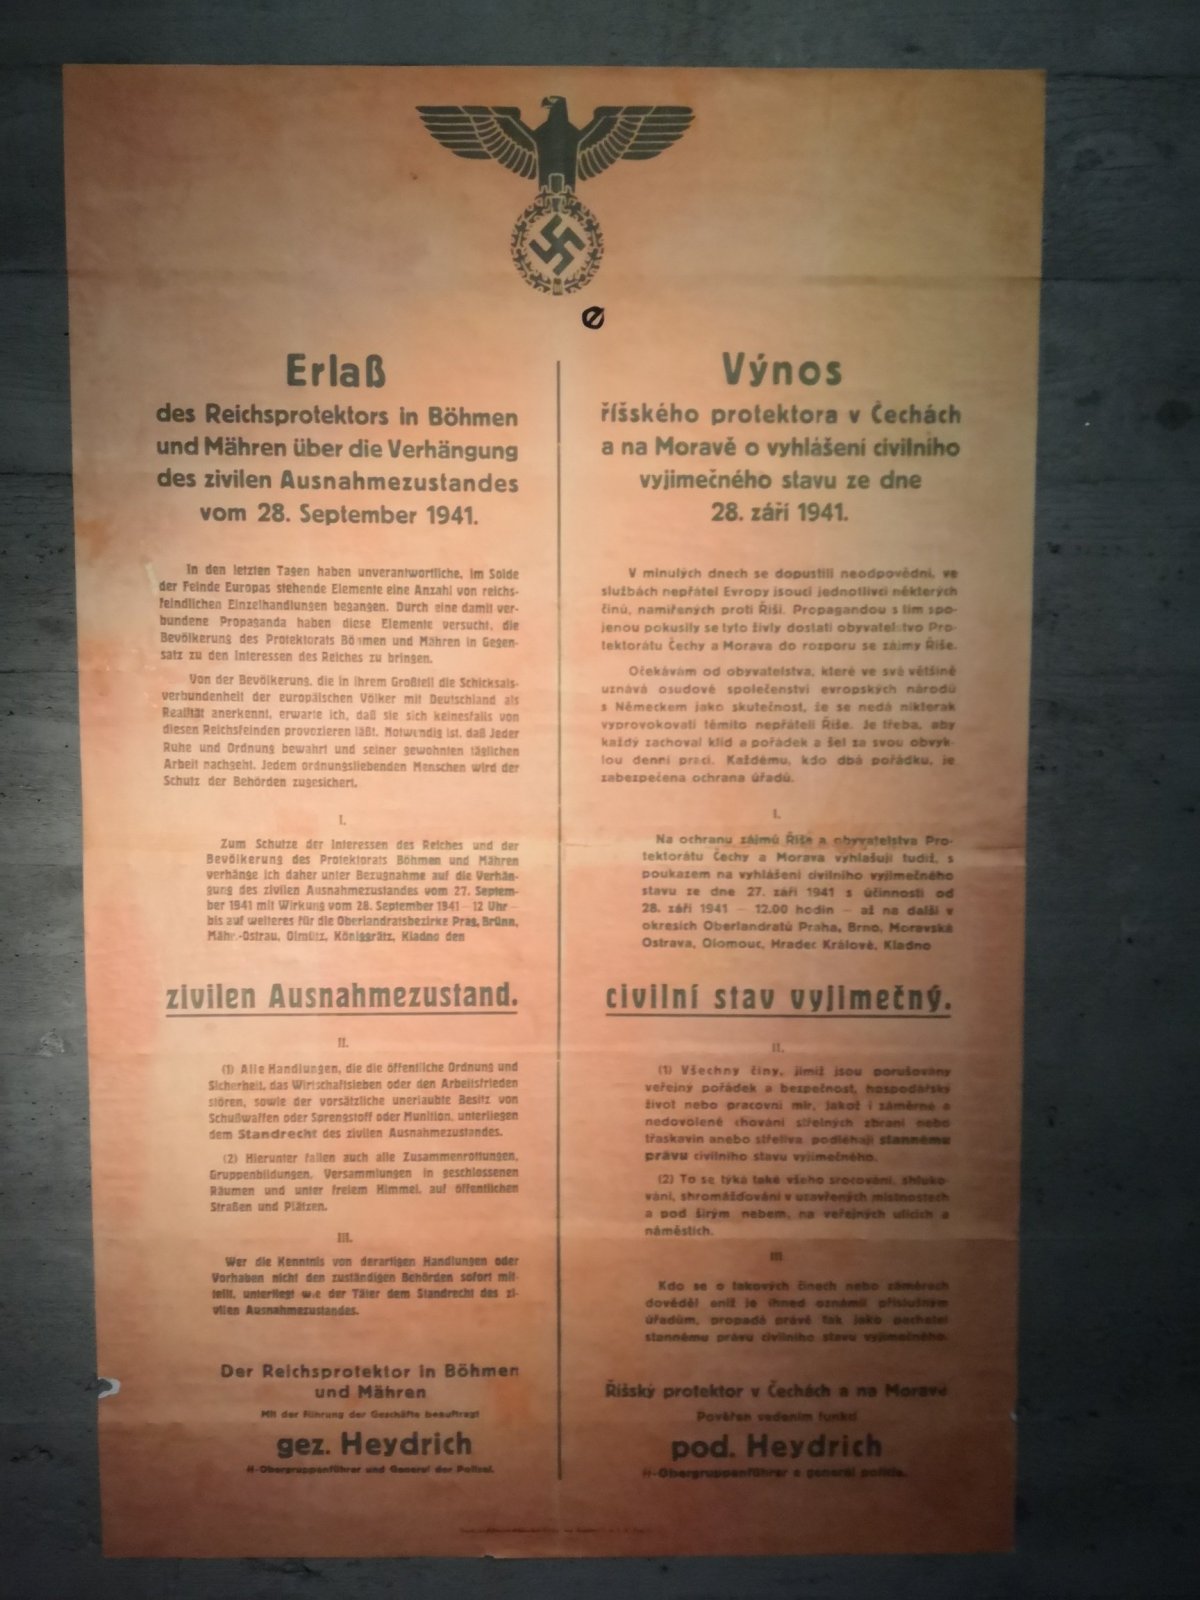 Erlaß
des Reichsprotektors in Böhmen
und Mähren über die Verhängung
des zivilen Ausnahmezustandes
vom 28. September 1941.
In den letzten Tagen haben unverantwortliche, im Solde
der Feinde Europas stehende Elemente eine Anzahl von reichs-
feindlichen Einzelhandlungen begangen. Durch eine damit ver-
bundene Propaganda haben diese Elemente versucht, die
Bevölkerung des Protektorats Böhmen und Mähren in Gegen-
satz zu den Interessen des Reiches zu bringen.
Von der Bevölkerung, die in ihrem Großteil die Schicksals-
verbundenheit der europäischen Völker mit Deutschland als
Realität anerkennt, erwarte ich, daß sie sich keinesfalls von
diesen Reichsfeinden provozieren läßt. Notwendig ist, daß jeder
Ruhe und Ordnung bewahrt und seiner gewohnten täglichen
Arbeit nachgeht. Jedem ordnungsliebenden Menschen wird der
Schutz der Behörden zugesichert.
I.
Zum Schutze der Interessen des Reiches und der
Bevölkerung des Protektorats Böhmen und Mähren
verhänge ich daher unter Bezugnahme auf die Verhän-
gung des zivilen Ausnahmezustandes vom 27. Septem-
ber 1941 mit Wirkung vom 28. September 1941 — 12 Uhr —
bis auf weiteres für die Oberlandratsbezirke Prag, Brünn,
Mähr.-Ostrau, Olmütz, Königgrätz, Kladno den
zivilen Ausnahmezustand.
II.
(1) Alle Handlungen, die die öffentliche Ordnung und
Sicherheit, das Wirtschaftsleben oder den Arbeitsfrieden
stören, sowie der vorsätzliche unerlaubte Besitz von
Schußwaffen oder Sprengstoff oder Munition, unterliegen
dem Standrecht des zivilen Ausnahmezustandes.
(2) Hierunter fallen auch alle Zusammenrottungen,
Gruppenbildungen, Versammlungen in geschlossenen
Räumen und unter freiem Himmel, auf öffentlichen
Straßen und Plätzen.
III.
Wer die Kenntnis von derartigen Handlungen oder
Vorhaben nicht den zuständigen Behörden sofort mit-
teilt, unterliegt wie der Täter dem Standrecht des zi-
vilen Ausnahmezustandes.
Der Reichsprotektor in Böhmen
und Mähren
Mit der Führung der Geschäfte beauftragt
gez. Heydrich
SS-Obergruppenführer und General der Polizei.
Výnos
říšského protektora v Čechách
a na Moravě o vyhlášení civilního
vyjimečného stavu ze dne
28. září 1941.
V minulých dnech se dopustili neodpovědní, ve
službách nepřátel Evropy jsoucí jednotlivci některých
činů, namířených proti Říši. Propagandou s tím spo-
jenou pokusily se tyto živly dostati obyvatelstvo Pro-
tektorátu Čechy a Morava do rozporu se zájmy Říše.
Očekávám od obyvatelstva, které ve své většině
uznává osudové společenství evropských národů
s Německem jako skutečnost, že se nedá nikterak
vyprovokovati těmito nepřáteli Říše. Je třeba, aby
každý zachoval klid a pořádek a šel za svou obvyk-
lou denní prací. Každému, kdo dbá pořádku, je
zabezpečena ochrana úřadů.
I.
Na ochranu zájmů Říše a obyvatelstva Pro-
tektorátu Čechy a Morava vyhlašuji tudíž, s
poukazem na vyhlášení civilního vyjimečného
stavu ze dne 27. září 1941 s účinností od
28. září 1941 — 12.00 hodin — až na další v
okresích Oberlandratů Praha, Brno, Moravská
Ostrava, Olomouc, Hradec Králové, Kladno
civilní stav vyjimečný.
II.
(1) Všechny činy, jimiž jsou porušovány
veřejný pořádek a bezpečnost, hospodářský
život nebo pracovní mír, jakož i záměrné a
nedovolené chování střelných zbraní nebo
třaskavin anebo střeliva podléhají stannému
právu civilního stavu vyjimečného.
(2) To se týká také všeho srocování, shluko-
vání, shromažďování v uzavřených místnostech
a pod širým nebem, na veřejných ulicích a
náměstích.
III
Kdo se o takových činech nebo záměrech
dověděl aniž je ihned oznámil příslušným
úřadům, propadá právě tak jako pachatel
stannému právu civilního stavu vyjimečného.
Říšský protektor v Čechách a na Moravě
Pověřen vedením funkcí
pod. Heydrich
SS-Obergruppenführer a generál policie.